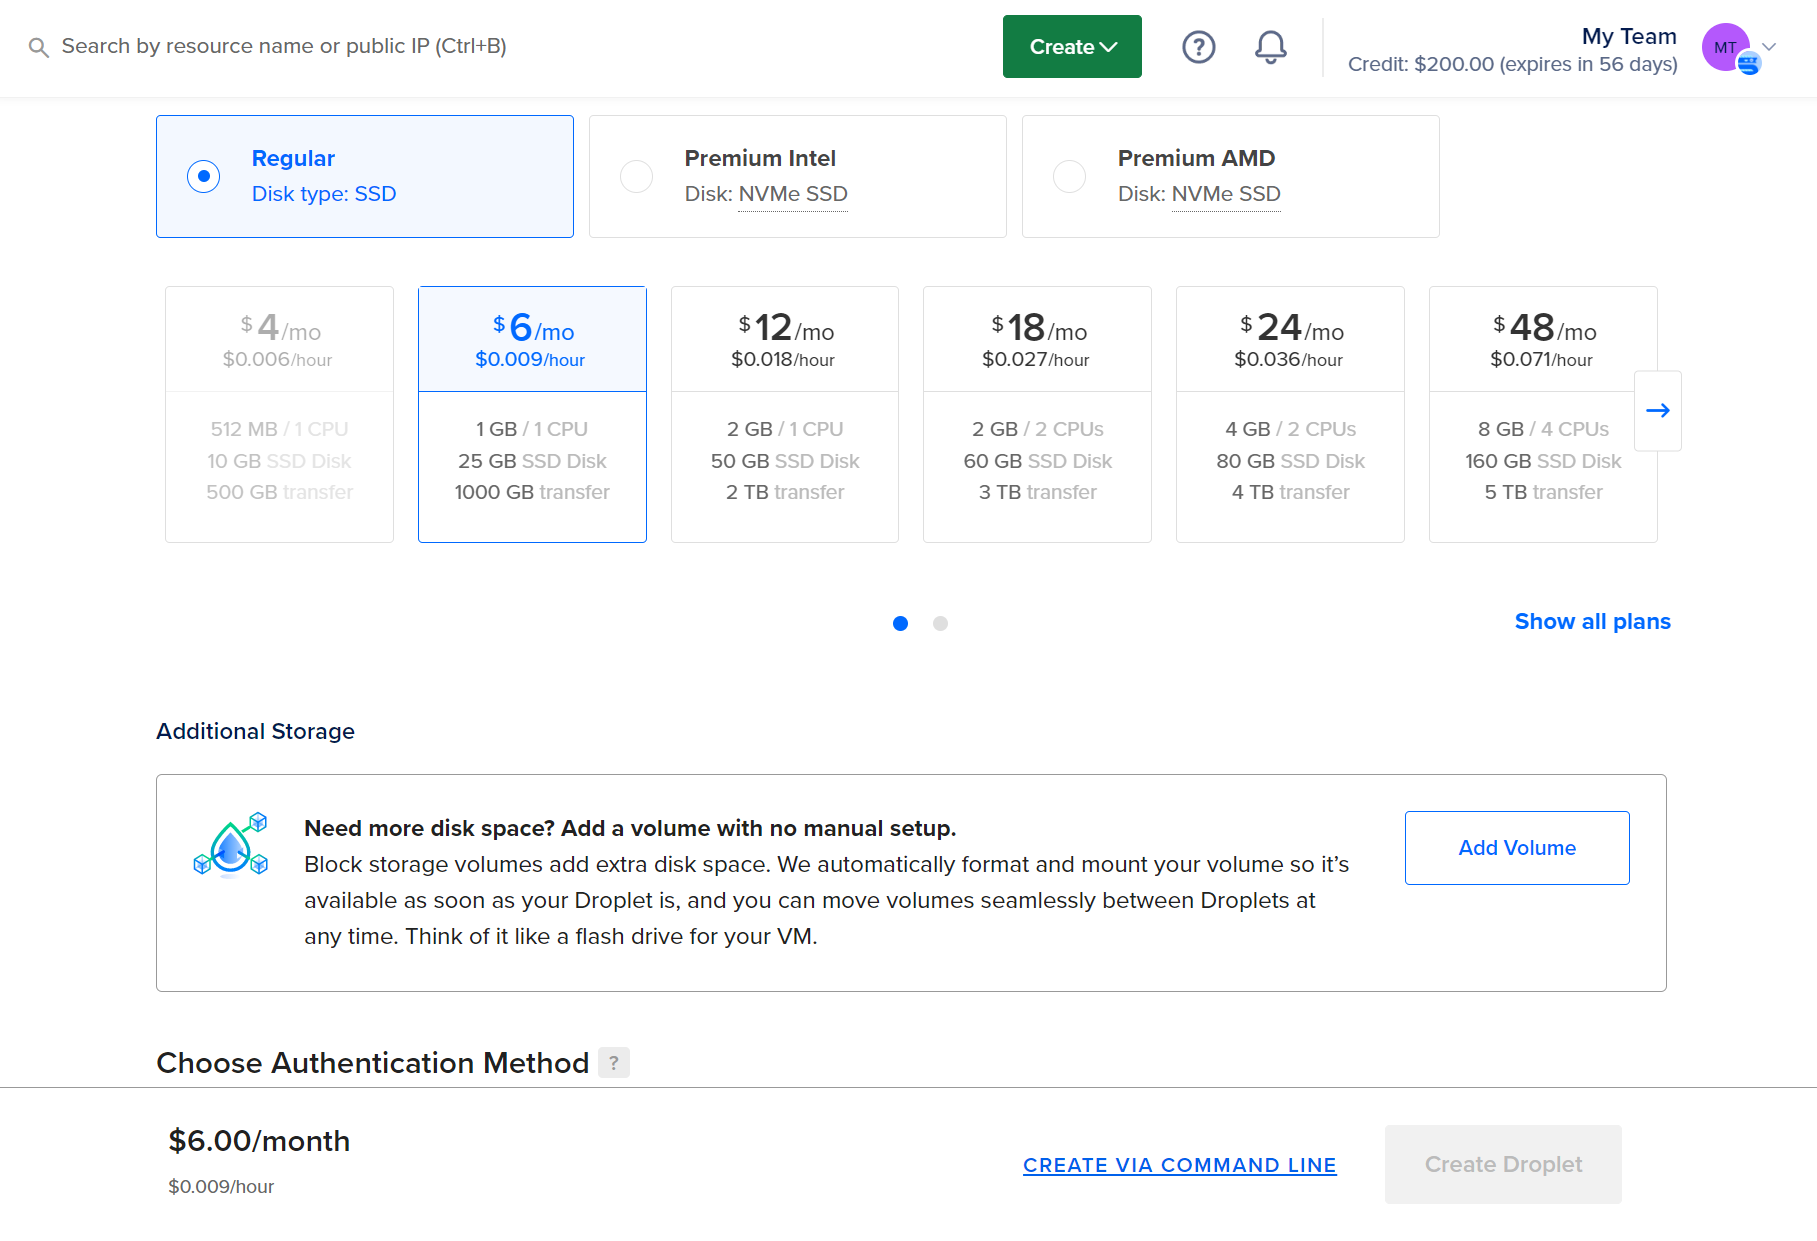 Search by resource name or public IP (Ctrl+B)
Create
?
My Team
Credit: $200.00 (expires in 56 days)
MT
Regular
Disk type: SSD
Premium Intel
Disk: NVMe SSD
Premium AMD
Disk: NVMe SSD
$4/mo
$0.006/hour
512 MB / 1 CPU
10 GB SSD Disk
500 GB transfer
$6/mo
$0.009/hour
1 GB / 1 CPU
25 GB SSD Disk
1000 GB transfer
$12/mo
$0.018/hour
2 GB / 1 CPU
50 GB SSD Disk
2 TB transfer
$18/mo
$0.027/hour
2 GB / 2 CPUs
60 GB SSD Disk
3 TB transfer
$24/mo
$0.036/hour
4 GB / 2 CPUs
80 GB SSD Disk
4 TB transfer
$48/mo
$0.071/hour
8 GB / 4 CPUs
160 GB SSD Disk
5 TB transfer
Show all plans
Additional Storage
Need more disk space? Add a volume with no manual setup.
Block storage volumes add extra disk space. We automatically format and mount your volume so it’s
available as soon as your Droplet is, and you can move volumes seamlessly between Droplets at
any time. Think of it like a flash drive for your VM.
Add Volume
Choose Authentication Method ?
$6.00/month
$0.009/hour
CREATE VIA COMMAND LINE
Create Droplet